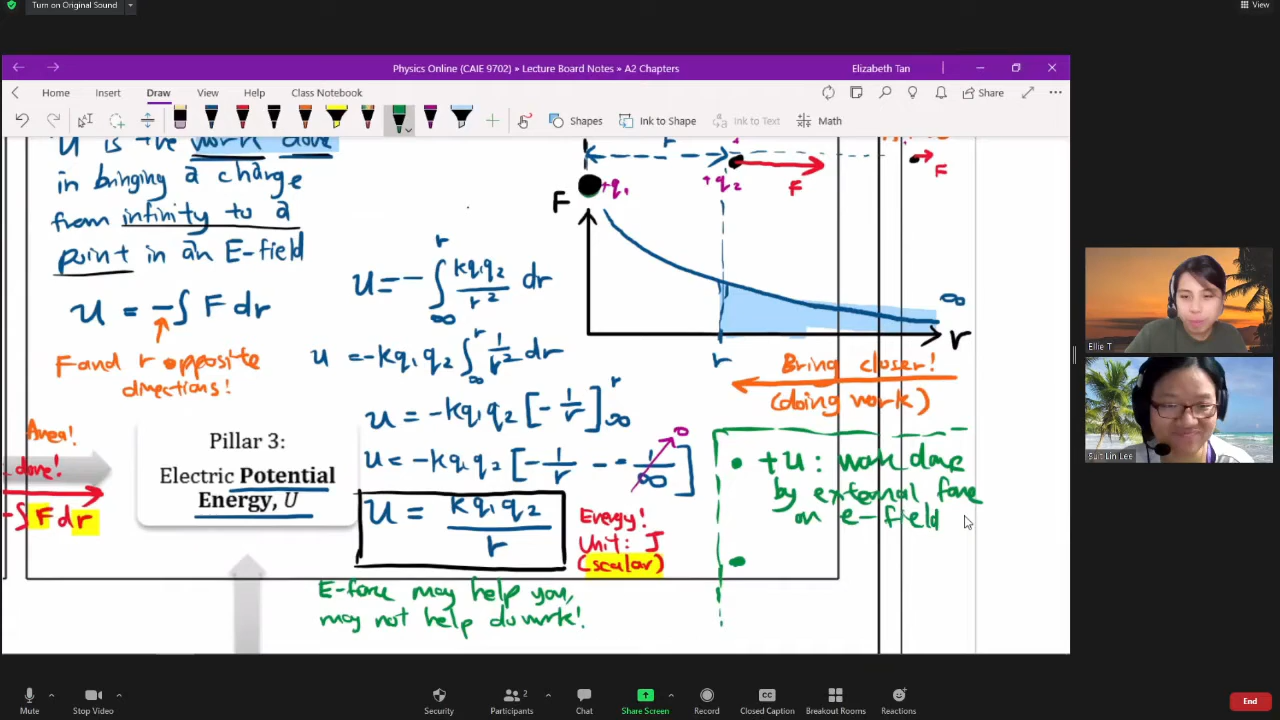 Turn on Original Sound
View
Physics Online (CAIE 9702) » Lecture Board Notes » A2 Chapters
Elizabeth Tan
Home Insert Draw View Help Class Notebook
Share
Shapes
Ink to Shape
Ink to Text
Math
U is +ve work done
in bringing a charge
from infinity to a
point in an E-field
U = -∫ F dr
F and r opposite
directions!
Area!
done!
F dr
Pillar 3:
Electric Potential
Energy, U
U = -∫ kq₁q₂/r² dr
r
∞
U = -kq₁q₂ ∫ 1/r² dr
r
∞
U = -kq₁q₂ [-1/r]
r
∞
U = -kq₁q₂ [-1/r - -1/∞]
0
U = kq₁q₂/r
Energy!
Unit: J
(scalar)
E-force may help you,
may not help do work!
r
+q₁
+q₂
F
F
F
∞
r
r
Bring closer!
(doing work)
• +U: work done
by external force
on e-field
•
Ellie T
Suit Lin Lee
Mute
Stop Video
Security
Participants 2
Chat
Share Screen
Record
Closed Caption
Breakout Rooms
Reactions
End